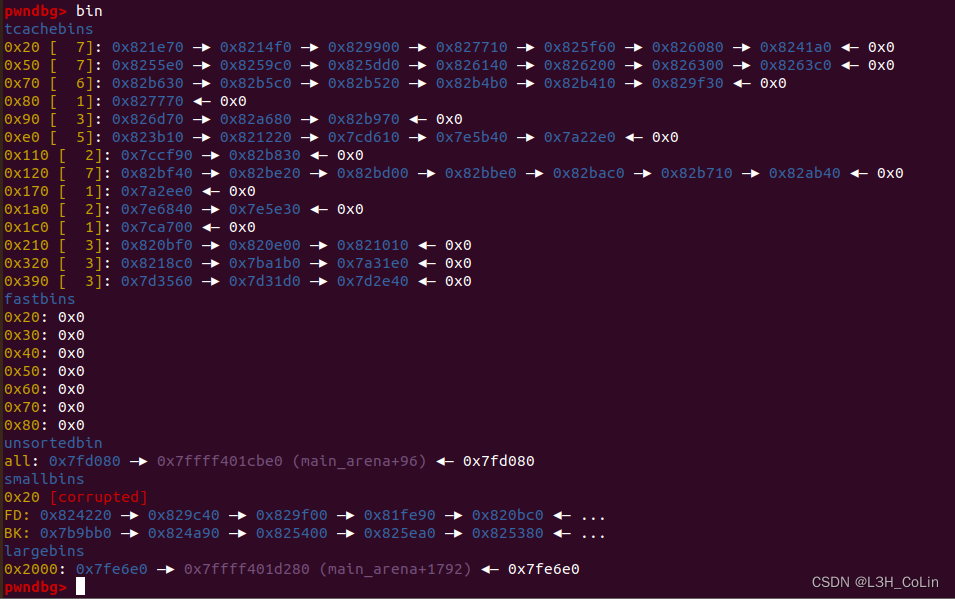 pwndbg> bin
tcachebins
0x20 [  7]: 0x821e70 —▸ 0x8214f0 —▸ 0x829900 —▸ 0x827710 —▸ 0x825f60 —▸ 0x826080 —▸ 0x8241a0 ◂— 0x0
0x50 [  7]: 0x8255e0 —▸ 0x8259c0 —▸ 0x825dd0 —▸ 0x826140 —▸ 0x826200 —▸ 0x826300 —▸ 0x8263c0 ◂— 0x0
0x70 [  6]: 0x82b630 —▸ 0x82b5c0 —▸ 0x82b520 —▸ 0x82b4b0 —▸ 0x82b410 —▸ 0x829f30 ◂— 0x0
0x80 [  1]: 0x827770 ◂— 0x0
0x90 [  3]: 0x826d70 —▸ 0x82a680 —▸ 0x82b970 ◂— 0x0
0xe0 [  5]: 0x823b10 —▸ 0x821220 —▸ 0x7cd610 —▸ 0x7e5b40 —▸ 0x7a22e0 ◂— 0x0
0x110 [  2]: 0x7ccf90 —▸ 0x82b830 ◂— 0x0
0x120 [  7]: 0x82bf40 —▸ 0x82be20 —▸ 0x82bd00 —▸ 0x82bbe0 —▸ 0x82bac0 —▸ 0x82b710 —▸ 0x82ab40 ◂— 0x0
0x170 [  1]: 0x7a2ee0 ◂— 0x0
0x1a0 [  2]: 0x7e6840 —▸ 0x7e5e30 ◂— 0x0
0x1c0 [  1]: 0x7ca700 ◂— 0x0
0x210 [  3]: 0x820bf0 —▸ 0x820e00 —▸ 0x821010 ◂— 0x0
0x320 [  3]: 0x8218c0 —▸ 0x7ba1b0 —▸ 0x7a31e0 ◂— 0x0
0x390 [  3]: 0x7d3560 —▸ 0x7d31d0 —▸ 0x7d2e40 ◂— 0x0
fastbins
0x20: 0x0
0x30: 0x0
0x40: 0x0
0x50: 0x0
0x60: 0x0
0x70: 0x0
0x80: 0x0
unsortedbin
all: 0x7fd080 —▸ 0x7ffff401cbe0 (main_arena+96) ◂— 0x7fd080
smallbins
0x20 [corrupted]
FD: 0x824220 —▸ 0x829c40 —▸ 0x829f00 —▸ 0x81fe90 —▸ 0x820bc0 ◂— ...
BK: 0x7b9bb0 —▸ 0x824a90 —▸ 0x825400 —▸ 0x825ea0 —▸ 0x825380 ◂— ...
largebins
0x2000: 0x7fe6e0 —▸ 0x7ffff401d280 (main_arena+1792) ◂— 0x7fe6e0
pwndbg>
CSDN @L3H_CoLin